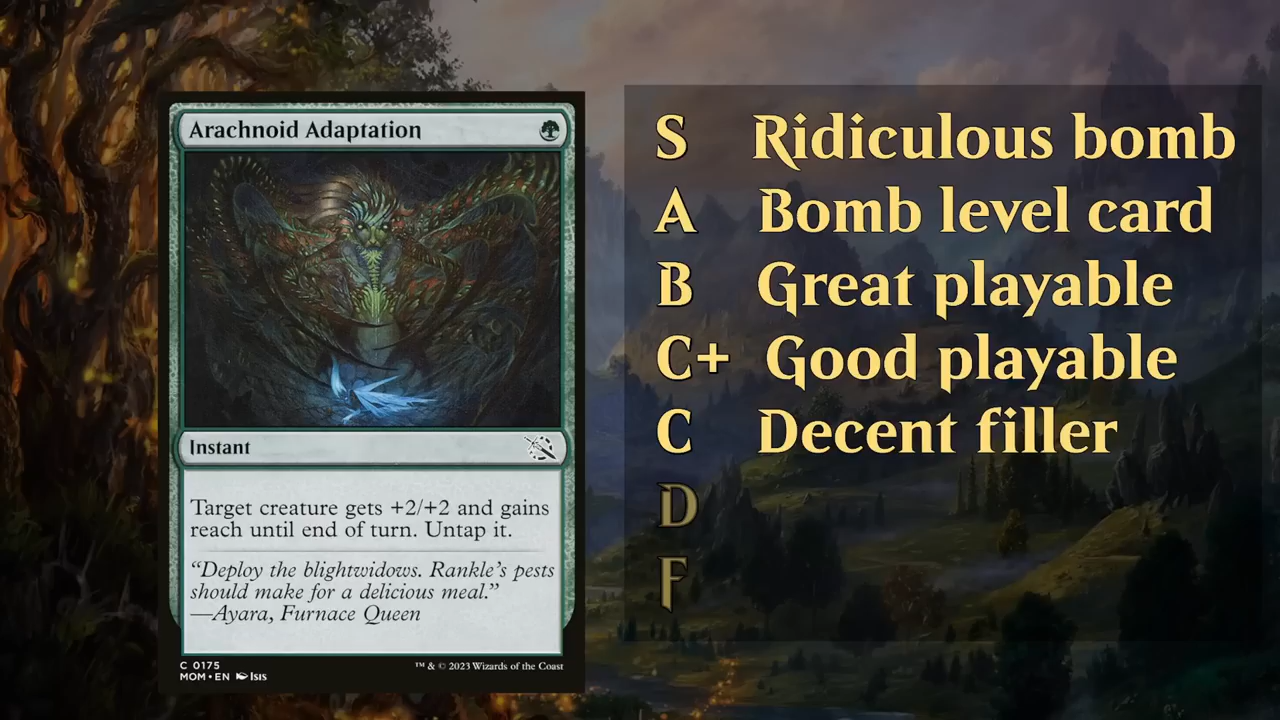 Arachnoid Adaptation
Instant
Target creature gets +2/+2 and gains
reach until end of turn. Untap it.
“Deploy the blightwidows. Rankle’s pests
should make for a delicious meal.”
—Ayara, Furnace Queen
C 0175
MOM • EN Isis
™ & © 2023 Wizards of the Coast
S Ridiculous bomb
A Bomb level card
B Great playable
C+ Good playable
C Decent filler
D
F